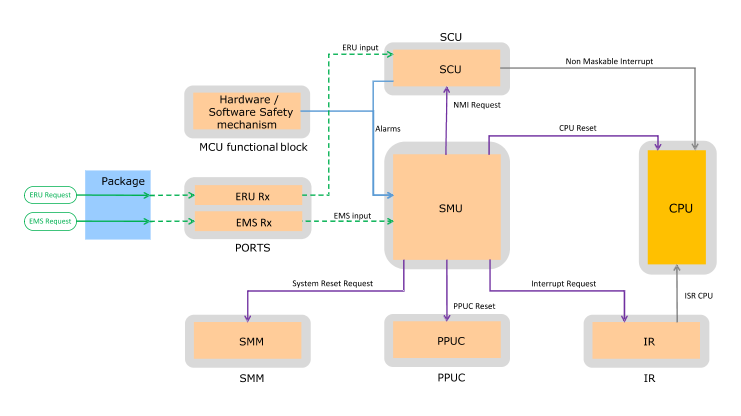 SCU
ERU input
SCU
Non Maskable Interrupt
Hardware /
Software Safety
mechanism
NMI Request
Alarms
CPU Reset
MCU functional block
Package
ERU Request
ERU Rx
SMU
CPU
EMS Request
EMS Rx
EMS input
PORTS
System Reset Request
Interrupt Request
ISR CPU
PPUC Reset
SMM
PPUC
IR
SMM
PPUC
IR